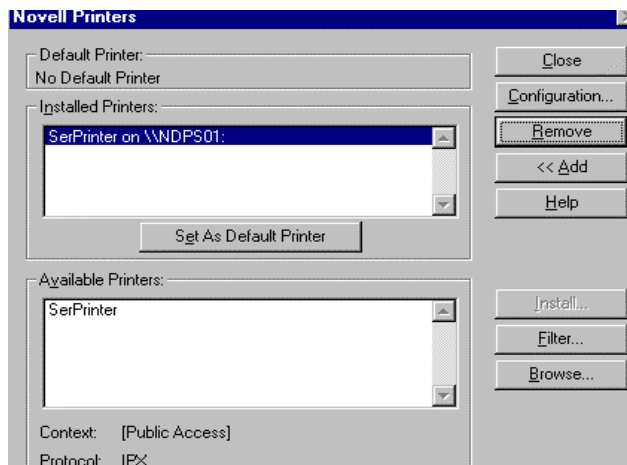 Novell Printers
Default Printer:
No Default Printer
Close
Configuration...
Installed Printers:
SerPrinter on \\NDPS01:
Remove
<< Add
Help
Set As Default Printer
Available Printers:
SerPrinter
Install...
Filter...
Browse...
Context: [Public Access]
Protocol: IPX